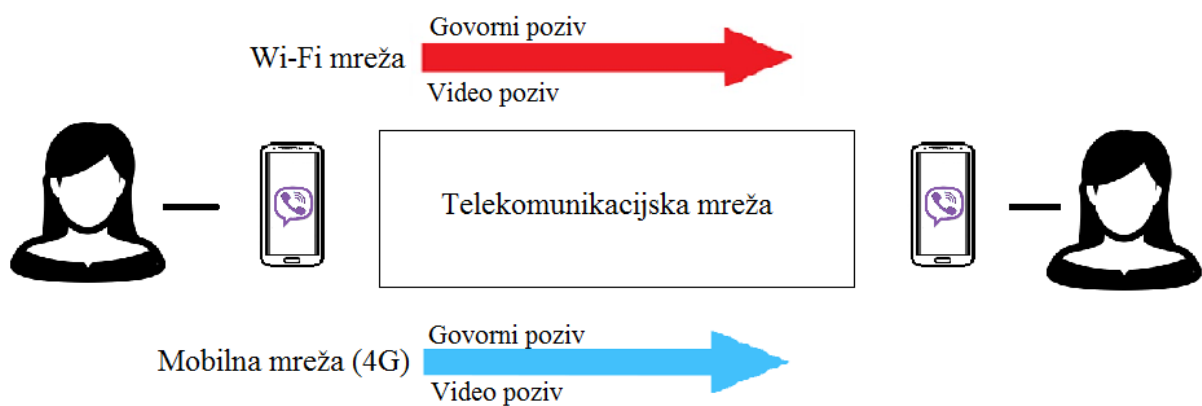 Govorni poziv
Wi-Fi mreža
Video poziv
Telekomunikacijska mreža
Govorni poziv
Mobilna mreža (4G)
Video poziv